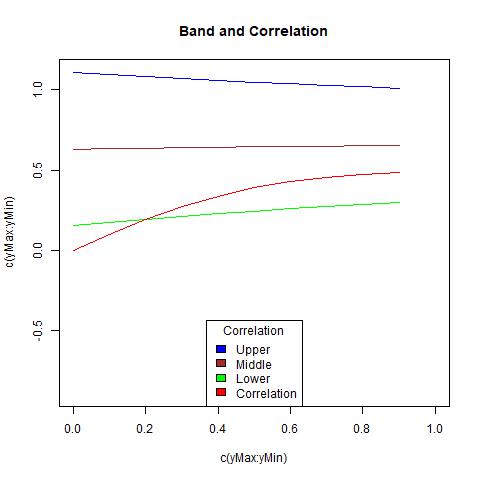 Band and Correlation
c(yMax:yMin)
1.0
0.5
0.0
-0.5
Correlation
Upper
Middle
Lower
Correlation
0.0 0.2 0.4 0.6 0.8 1.0
c(yMax:yMin)